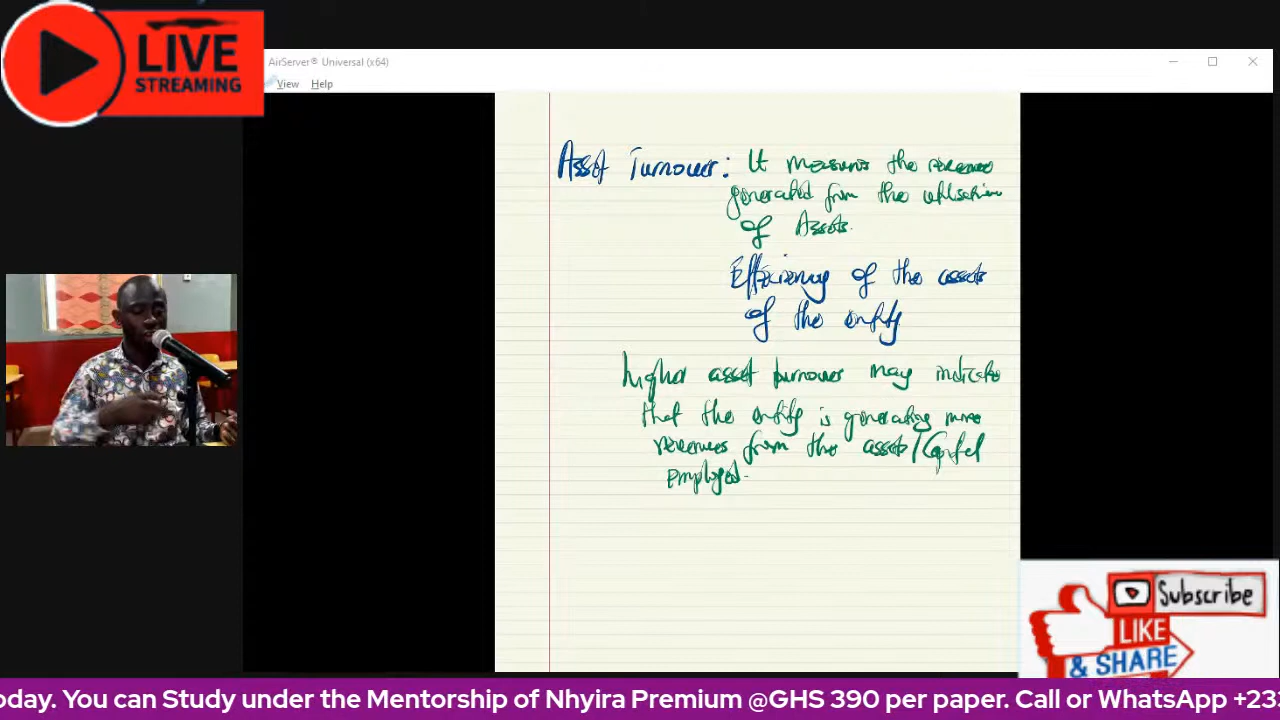 LIVE
STREAMING
AirServer® Universal (x64)
View Help
Asset Turnover: It measures the revenue
generated from the utilisation
of Assets.
Efficiency of the assets
of the entity
higher asset turnover may indicate
that the entity is generating more
revenues from the assets/Capital
Employed.
Subscribe
LIKE
& SHARE
oday. You can Study under the Mentorship of Nhyira Premium @GHS 390 per paper. Call or WhatsApp +23